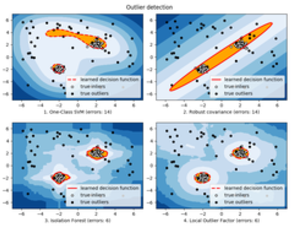 Outlier detection
learned decision function
true inliers
true outliers
1. One-Class SVM (errors: 14)
learned decision function
true inliers
true outliers
2. Robust covariance (errors: 14)
learned decision function
true inliers
true outliers
3. Isolation Forest (errors: 6)
learned decision function
true inliers
true outliers
4. Local Outlier Factor (errors: 6)